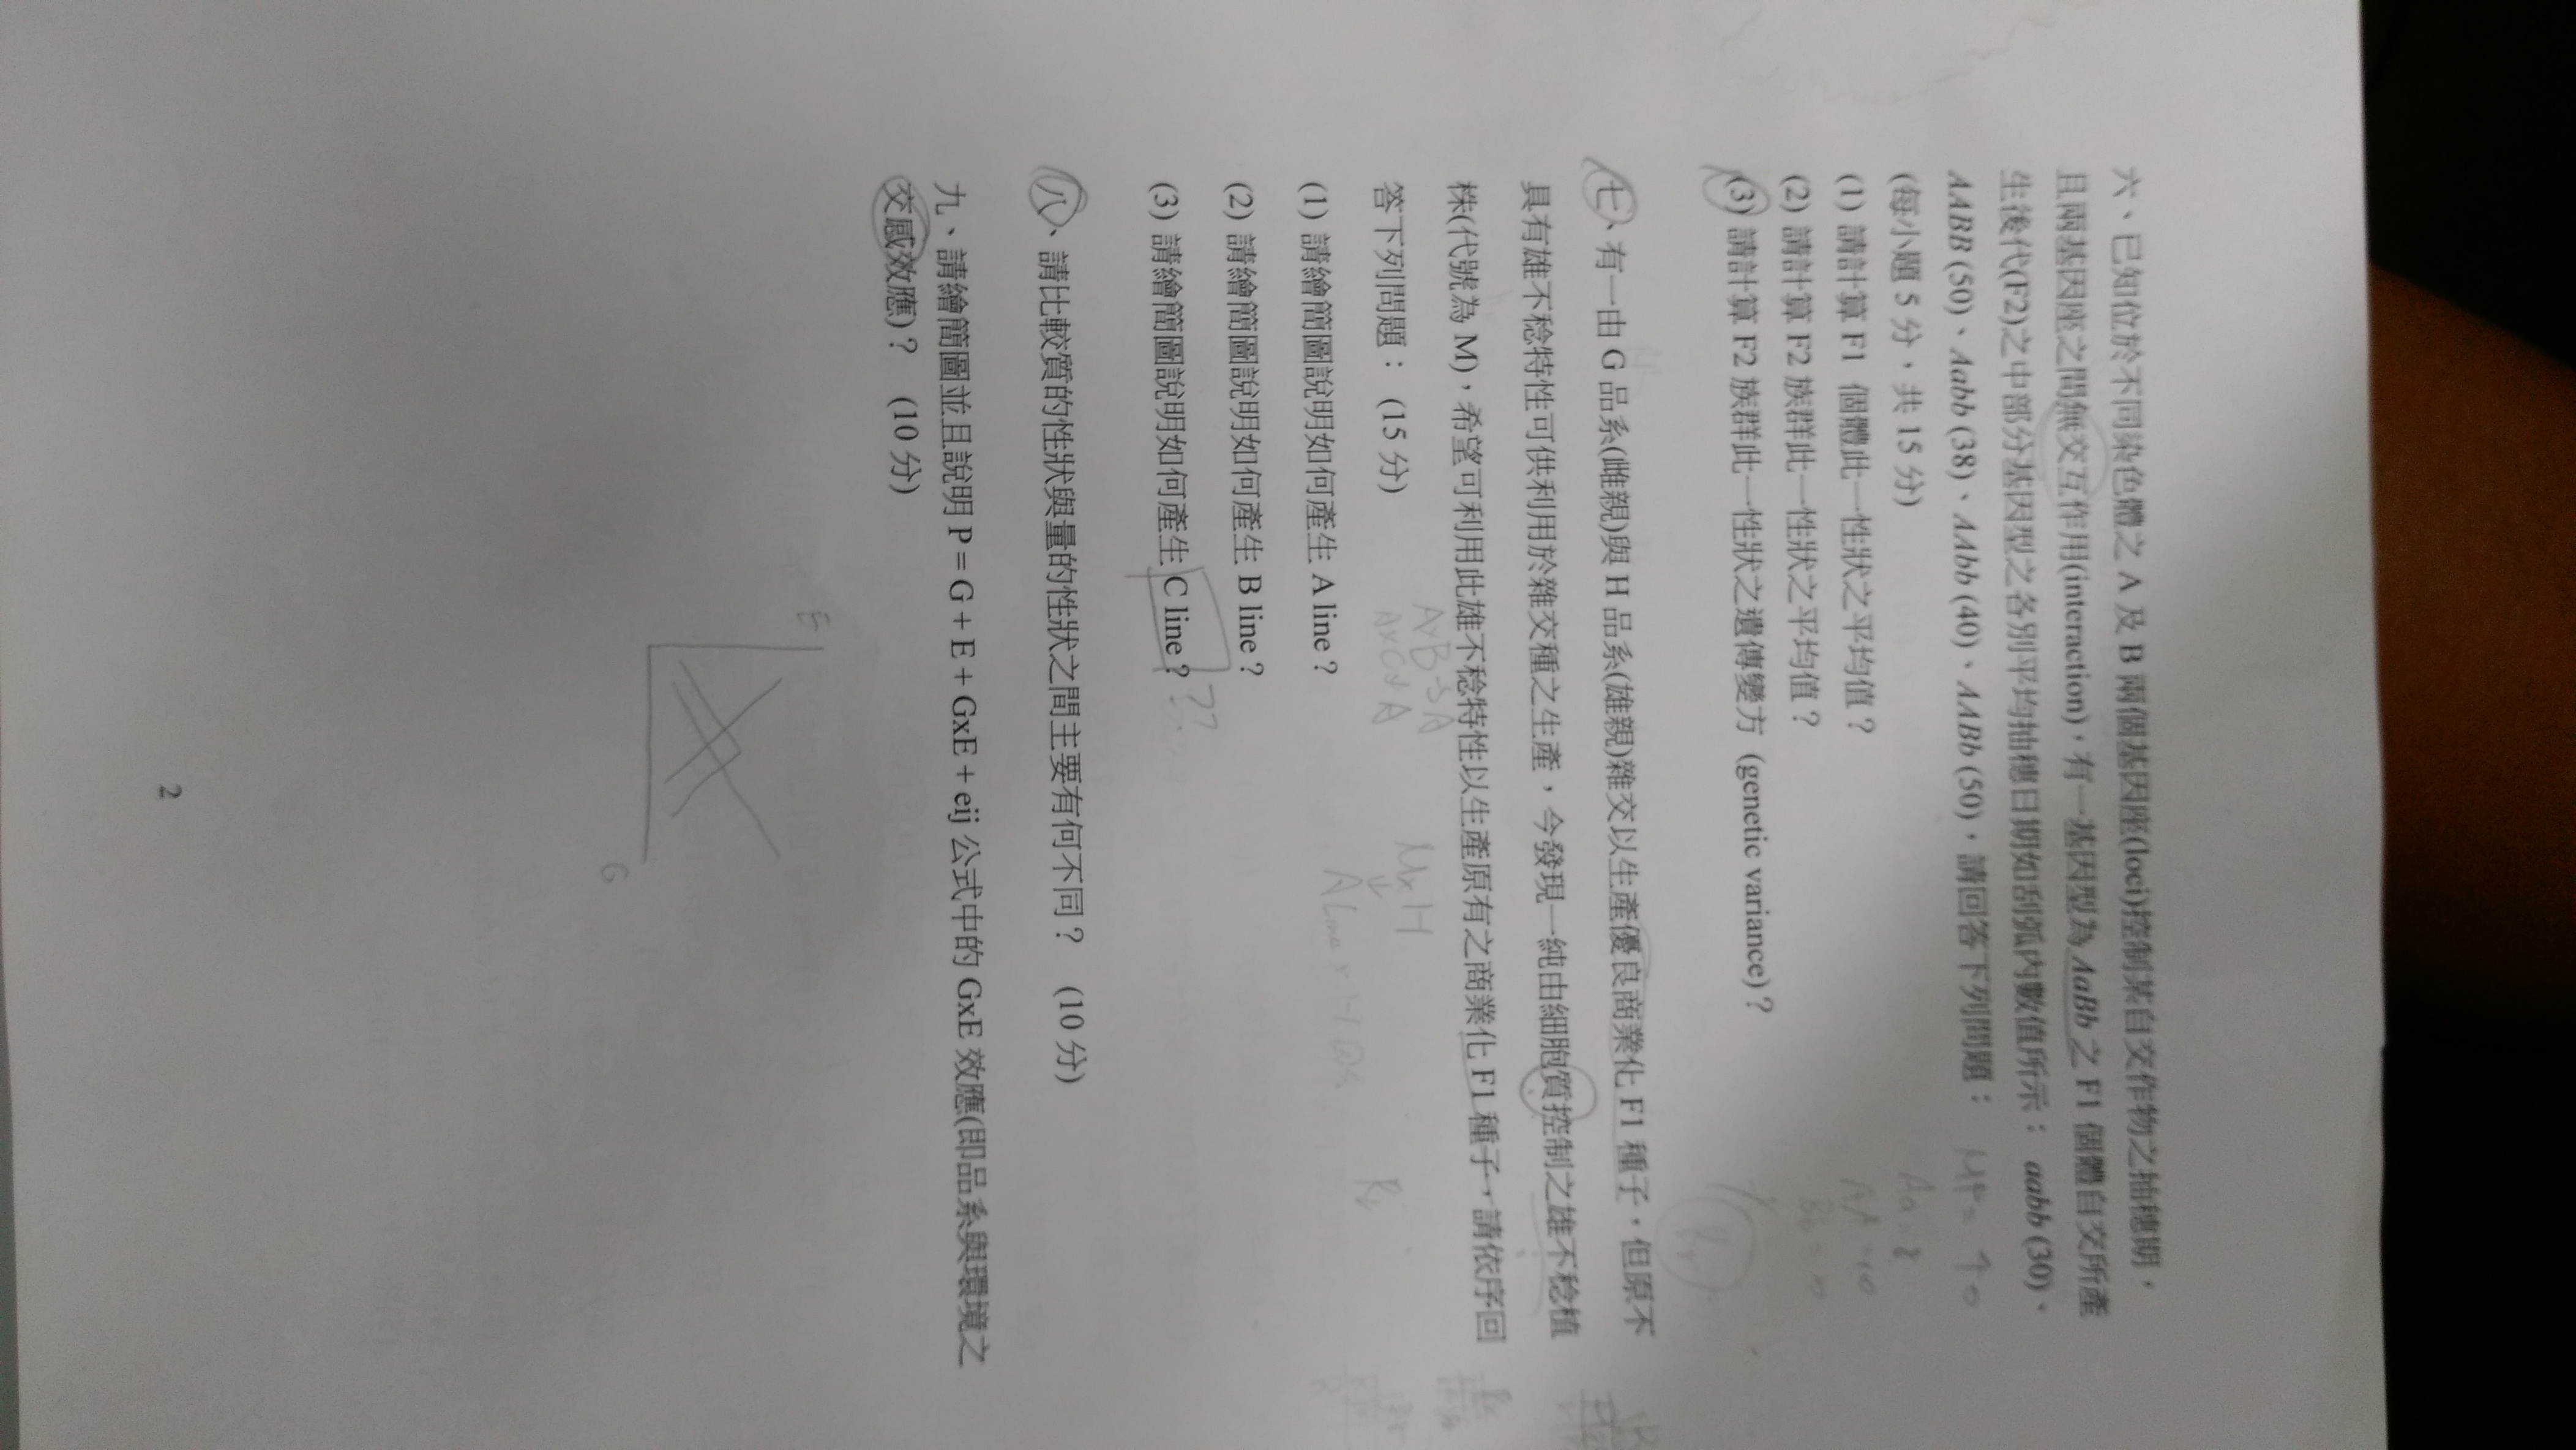 六、已知位於不同染色體之 A 及 B 兩個基因座(loci)控制某自交作物之抽穗期，
且兩基因座之間無交互作用(interaction)，有一基因型為 AaBb 之 F1 個體自交所產
生後代(F2)之中部分基因型之各別平均抽穗日期如刮弧內數值所示： aabb (30)、
AABB (50)、Aabb (38)、AAbb (40)、AABb (50)，請回答下列問題：
(每小題 5 分，共 15 分)
(1) 請計算 F1 個體此一性狀之平均值？
(2) 請計算 F2 族群此一性狀之平均值？
(3) 請計算 F2 族群此一性狀之遺傳變方 (genetic variance)？
七、有一由 G 品系(雌親)與 H 品系(雄親)雜交以生產優良商業化 F1 種子，但原不
具有雄不稔特性可供利用於雜交種之生產，今發現一純由細胞質控制之雄不稔植
株(代號為 M)，希望可利用此雄不稔特性以生產原有之商業化 F1 種子，請依序回
答下列問題： (15 分)
(1) 請繪簡圖說明如何產生 A line？
(2) 請繪簡圖說明如何產生 B line？
(3) 請繪簡圖說明如何產生 C line？
??
八、請比較質的性狀與量的性狀之間主要有何不同？ (10 分)
九、請繪簡圖並且說明 P = G + E + GxE + eij 公式中的 GxE 效應(即品系與環境之
交感效應)？ (10 分)
A×B→A
M×H
↓
E
G
2